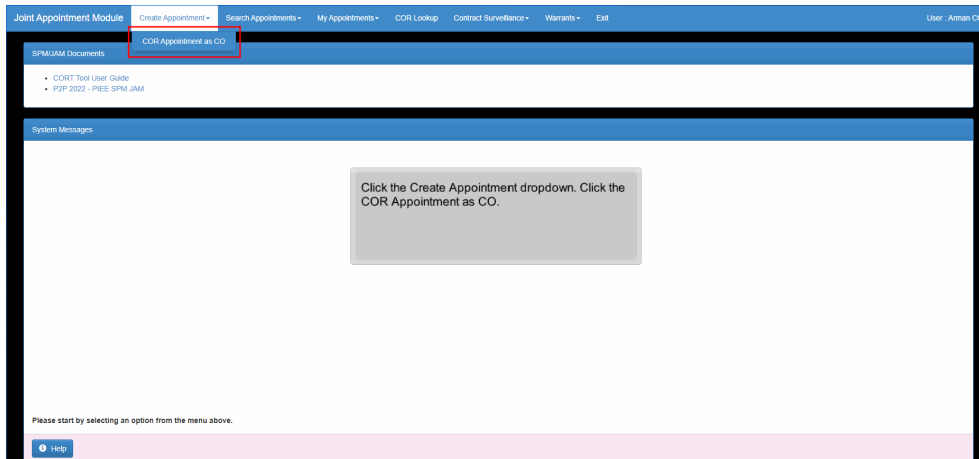 Joint Appointment Module Create Appointment Search Appointments My Appointments COR Lookup Contract Surveillance Warrants Exit User : Arman
COR Appointment as CO
SPM/JAM Documents
• CORT Tool User Guide
• P2P 2022 - PIEE SPM JAM
System Messages
Click the Create Appointment dropdown. Click the
COR Appointment as CO.
Please start by selecting an option from the menu above.
Help